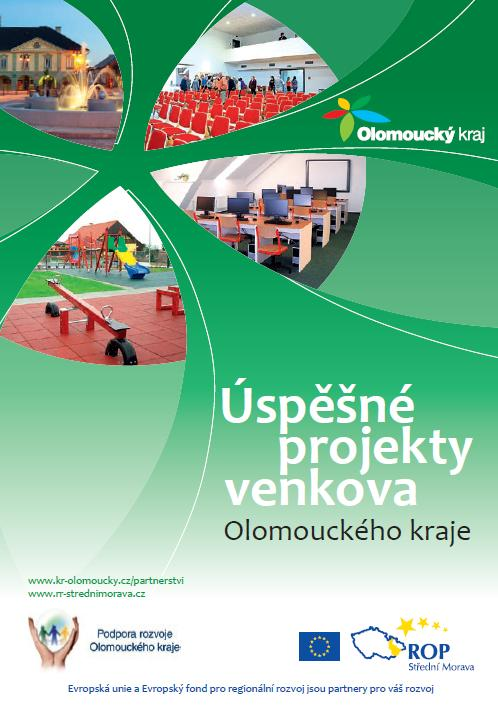 Olomoucký kraj
Úspěšné
projekty
venkova
Olomouckého kraje
www.kr-olomoucky.cz/partnerstvi
www.rr-strednimorava.cz
Podpora rozvoje
Olomouckého kraje
ROP
Střední Morava
Evropská unie a Evropský fond pro regionální rozvoj jsou partnery pro váš rozvoj